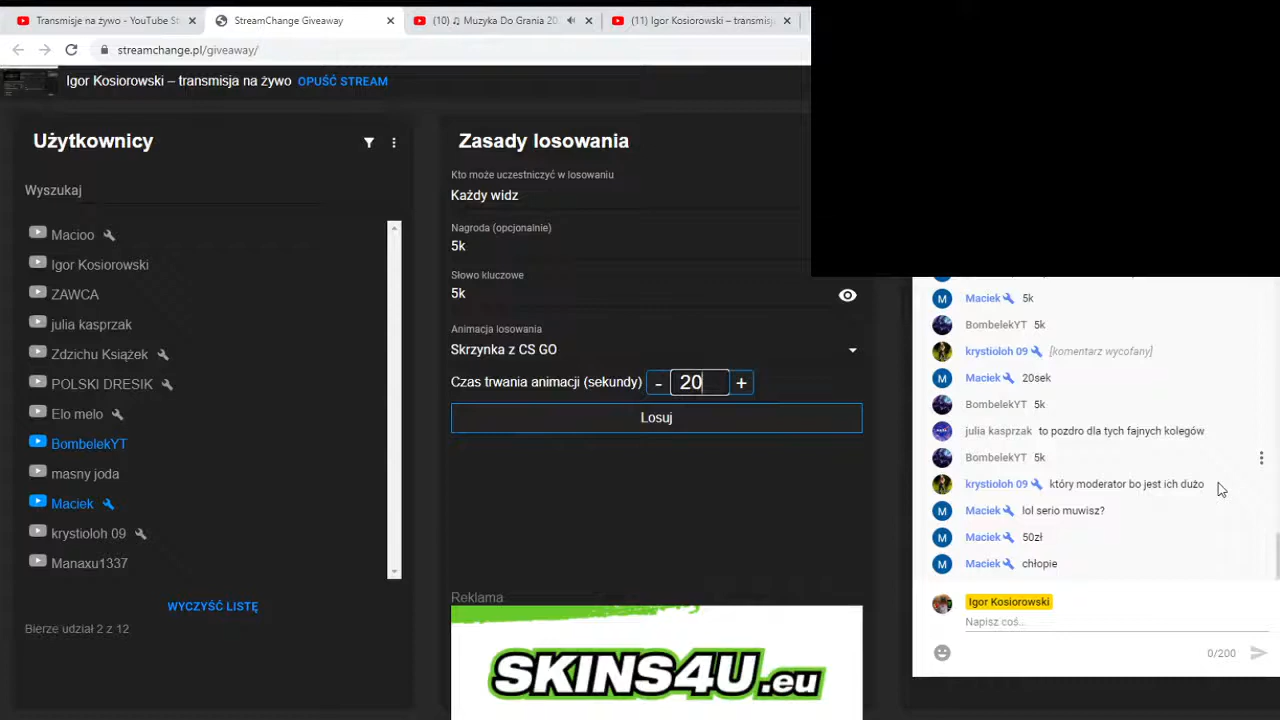 Transmisje na żywo - YouTube St
StreamChange Giveaway
(10) ♫ Muzyka Do Grania 20
(11) Igor Kosiorowski – transmisj
streamchange.pl/giveaway/
Igor Kosiorowski – transmisja na żywo OPUŚĆ STREAM
Użytkownicy
Wyszukaj
Macioo
Igor Kosiorowski
ZAWCA
julia kasprzak
Zdzichu Książek
POLSKI DRESIK
Elo melo
BombelekYT
masny joda
Maciek
krystioloh 09
Manaxu1337
WYCZYŚĆ LISTĘ
Bierze udział 2 z 12
Zasady losowania
Kto może uczestniczyć w losowaniu
Każdy widz
Nagroda (opcjonalnie)
5k
Słowo kluczowe
5k
Animacja losowania
Skrzynka z CS GO
Czas trwania animacji (sekundy) - 20 +
Losuj
Reklama
SKINS4U.eu
M Maciek 5k
BombelekYT 5k
krystioloh 09 [komentarz wycofany]
M Maciek 20sek
BombelekYT 5k
julia kasprzak to pozdro dla tych fajnych kolegów
BombelekYT 5k
krystioloh 09 który moderator bo jest ich dużo
M Maciek lol serio muwisz?
M Maciek 50zł
M Maciek chłopie
Igor Kosiorowski
Napisz coś...
0/200